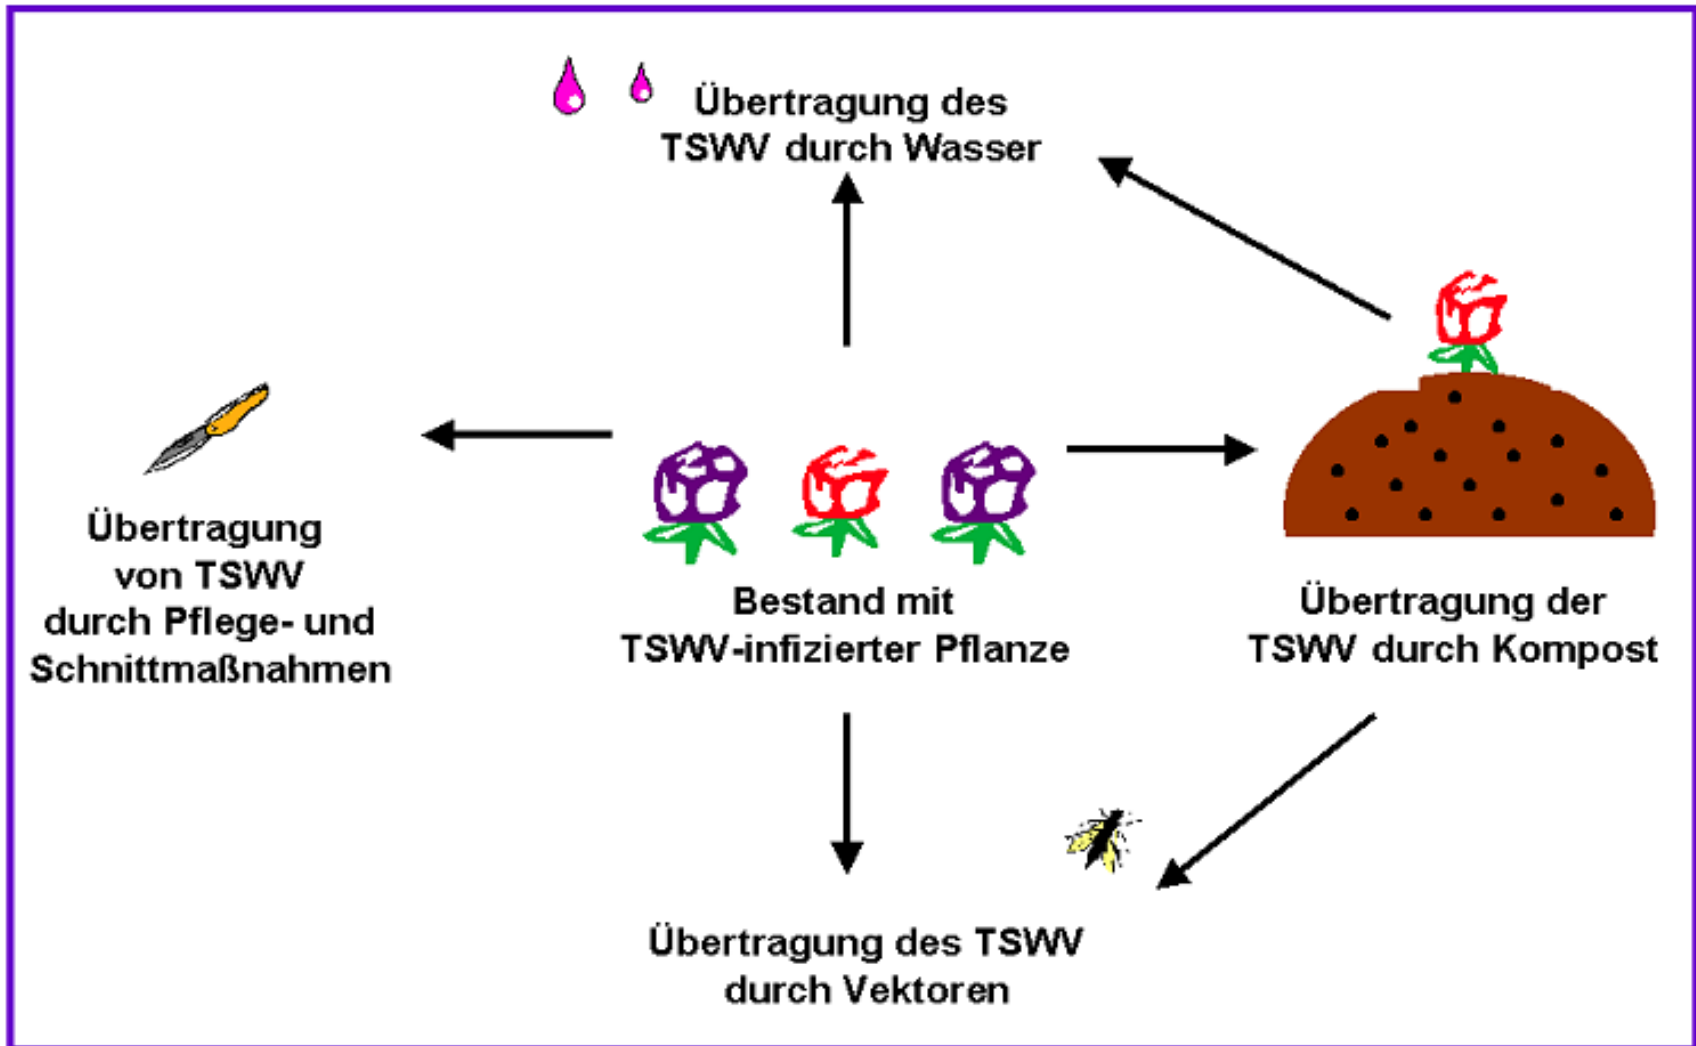 Übertragung des
TSWV durch Wasser
Übertragung
von TSWV
durch Pflege- und
Schnittmaßnahmen
Bestand mit
TSWV-infizierter Pflanze
Übertragung der
TSWV durch Kompost
Übertragung des TSWV
durch Vektoren